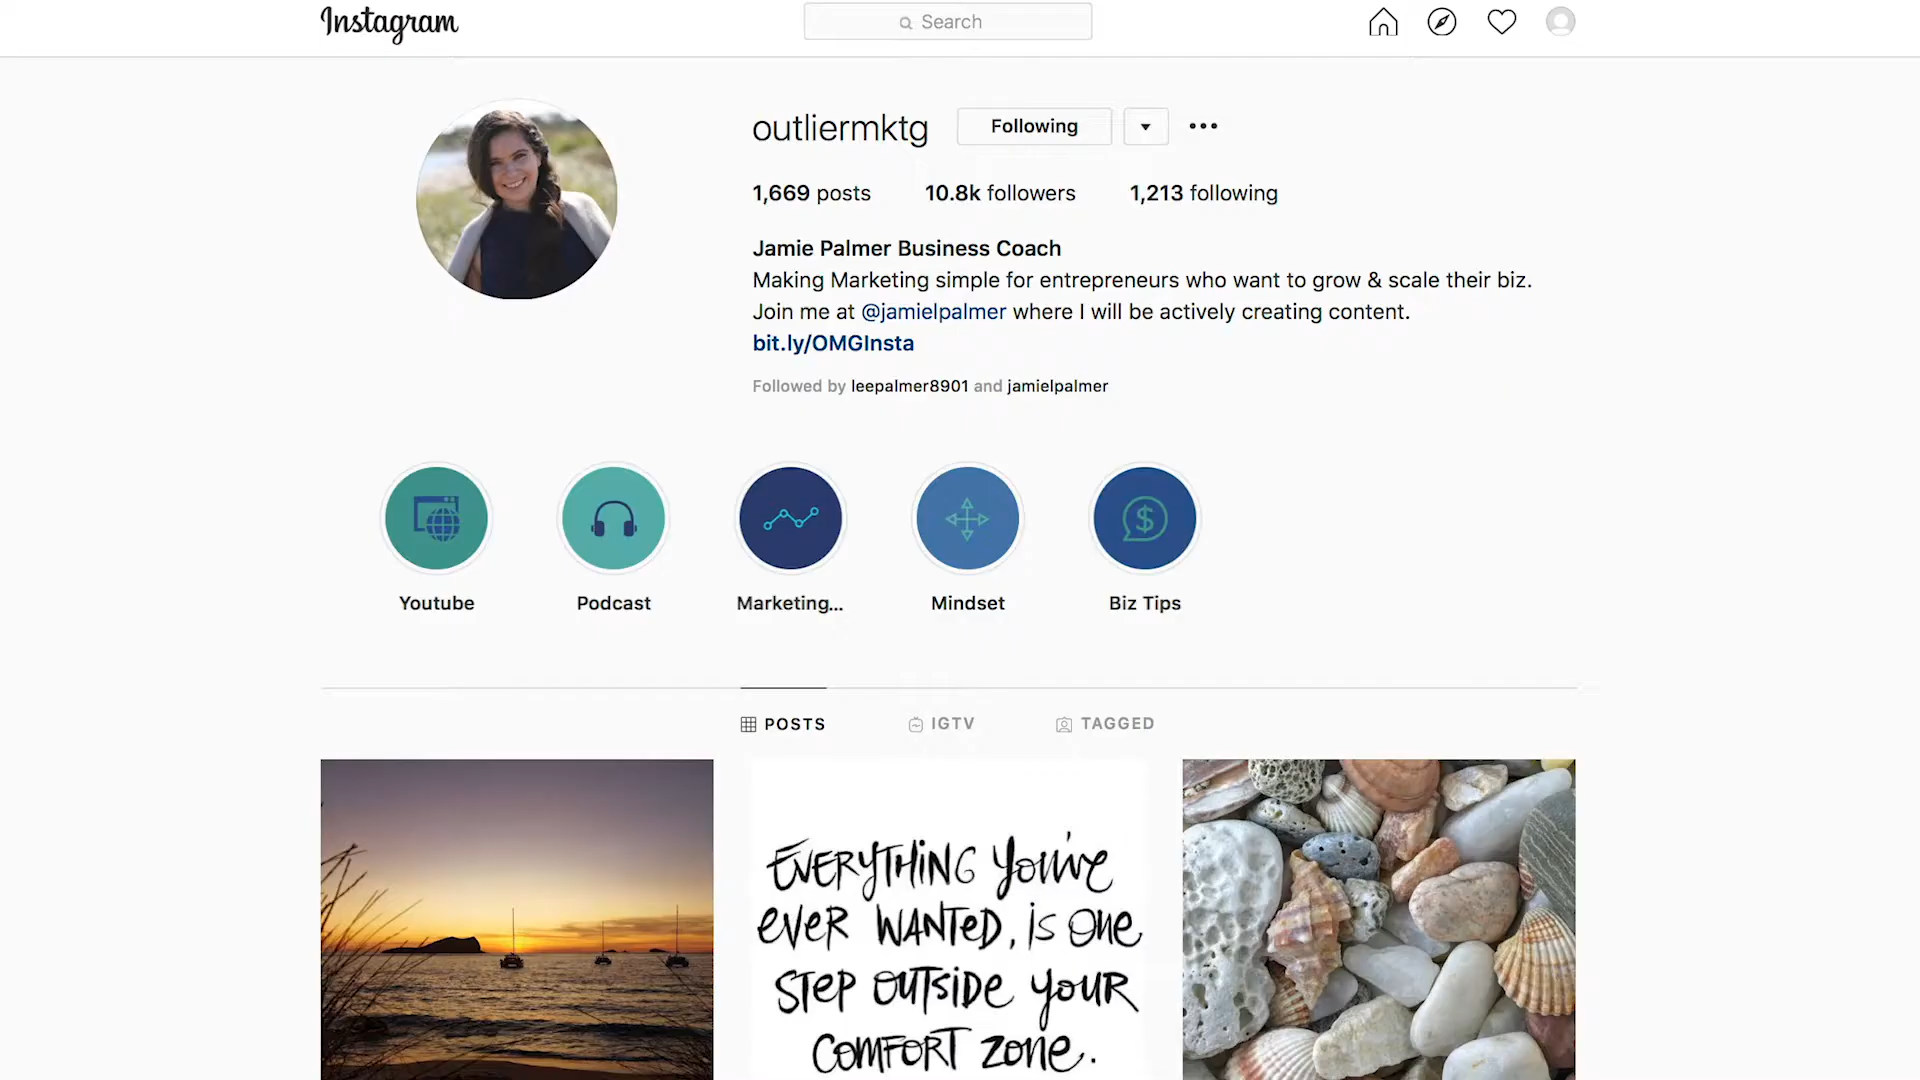 Instagram
Search
outliermktg
Following
1,669 posts 10.8k followers 1,213 following
Jamie Palmer Business Coach
Making Marketing simple for entrepreneurs who want to grow & scale their biz.
Join me at @jamielpalmer where I will be actively creating content.
bit.ly/OMGInsta
Followed by leepalmer8901 and jamielpalmer
Youtube Podcast Marketing... Mindset Biz Tips
POSTS IGTV TAGGED
EVERYTHING YOU'VE
EVER WANTED, IS ONE
STEP OUTSIDE YOUR
COMFORT ZONE.